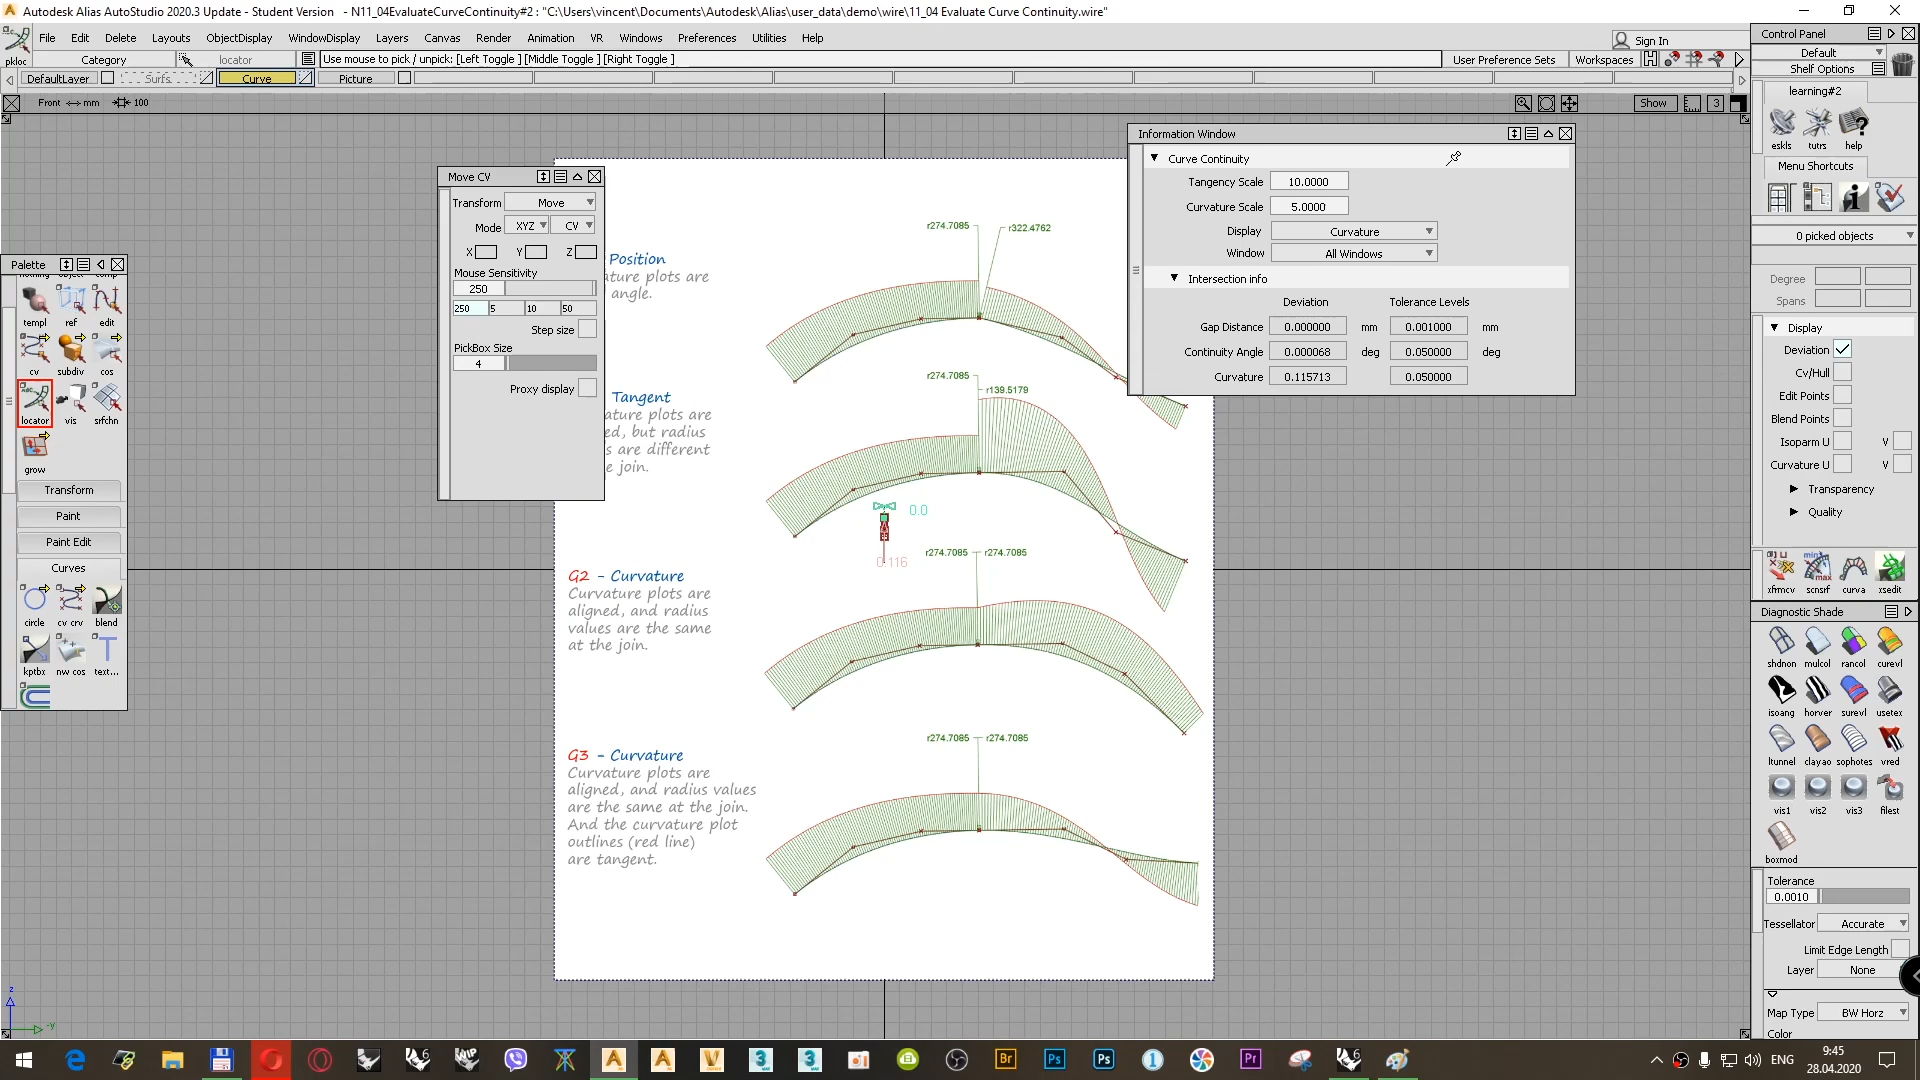 Autodesk Alias AutoStudio 2020.3 Update - Student Version - N11_04EvaluateCurveContinuity#2 : "C:\Users\vincent\Documents\Autodesk\Alias\user_data\demo\wire\11_04 Evaluate Curve Continuity.wire"
File Edit Delete Layouts ObjectDisplay WindowDisplay Layers Canvas Render Animation VR Windows Preferences Utilities Help
Sign In
pkloc Category locator Use mouse to pick / unpick: [Left Toggle ] [Middle Toggle ] [Right Toggle ] User Preference Sets Workspaces
DefaultLayer Surfs Curve Picture
Front mm 100 Show 3
Control Panel
Default
Shelf Options
learning#2
eskls tutrs help
Menu Shortcuts
0 picked objects
Degree
Spans
Display
Deviation
Cv/Hull
Edit Points
Blend Points
Isoparm U V
Curvature U V
Transparency
Quality
xfrmcv scnsrf curva xsedit
Diagnostic Shade
shdnon mulcol rancol curevl
isoang horver surevl usetex
ltunnel clayao sophotes vred
vis1 vis2 vis3 filest
boxmod
Tolerance
0.0010
Tessellator Accurate
Limit Edge Length
Layer None
Map Type BW Horz
Color
Information Window
Curve Continuity
Tangency Scale 10.0000
Curvature Scale 5.0000
Display Curvature
Window All Windows
Intersection info
Deviation Tolerance Levels
Gap Distance 0.000000 mm 0.001000 mm
Continuity Angle 0.000068 deg 0.050000 deg
Curvature 0.115713 0.050000
Move CV
Transform Move
Mode XYZ CV
X Y Z
Mouse Sensitivity
250
250 5 10 50
Step size
PickBox Size
4
Proxy display
Palette
templ ref edit
cv subdiv cos
locator vis srfchn
grow
Transform
Paint
Paint Edit
Curves
circle cv crv blend
kptbx nw cos text...
Position
ature plots are
angle.
r274.7085 r322.4762
Tangent
ature plots are
ed, but radius
s are different
e join.
r274.7085 r139.5179
0.0
0.116
G2 - Curvature
Curvature plots are
aligned, and radius
values are the same
at the join.
r274.7085 r274.7085
G3 - Curvature
Curvature plots are
aligned, and radius values
are the same at the join.
And the curvature plot
outlines (red line)
are tangent.
r274.7085 r274.7085
z
-y
ENG
9:45
28.04.2020